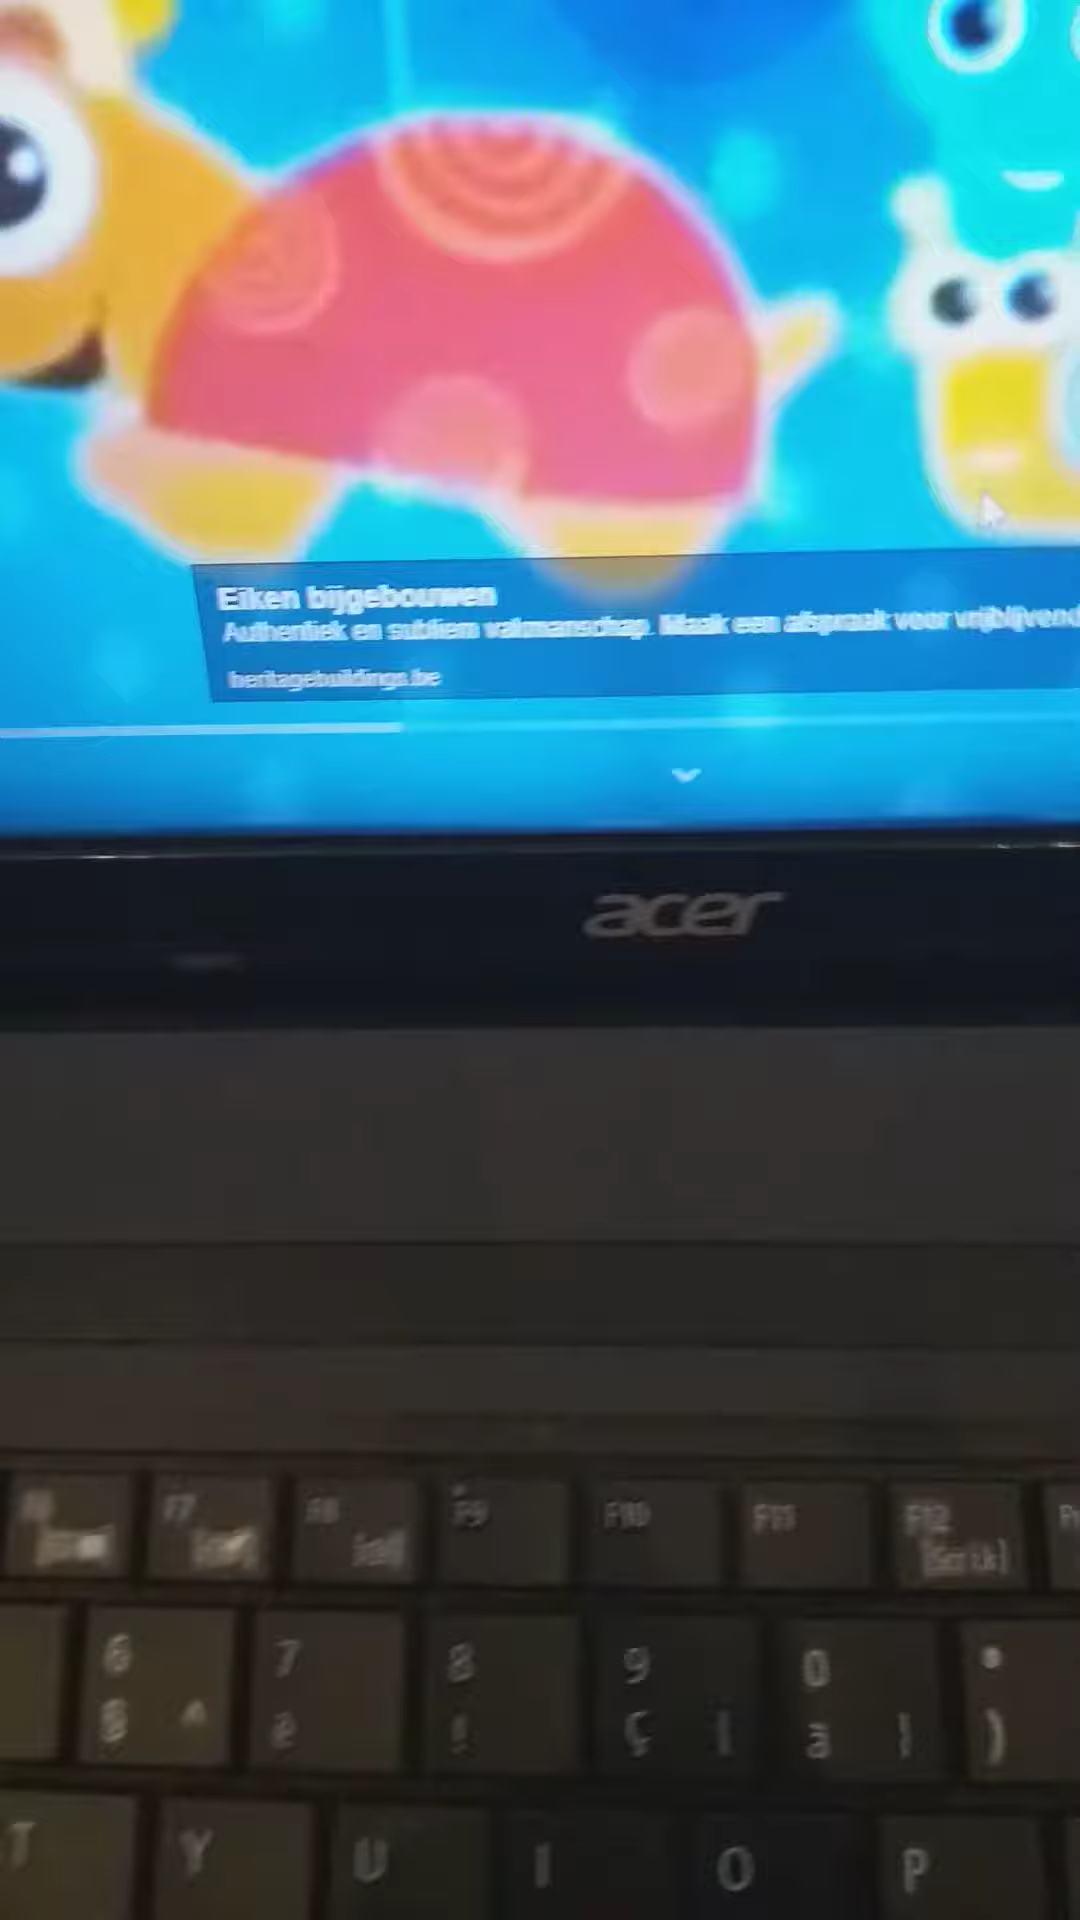 Eiken bijgebouwen
Authentiek en subliem vakmanschap. Maak een afspraak voor vrijblijvend
heritagebuildings.be
acer
F7 F8 F9 F10 F11 F12
6 7 8 9 0 °
§ ^ è ! ç { à } )
T Y U I O P